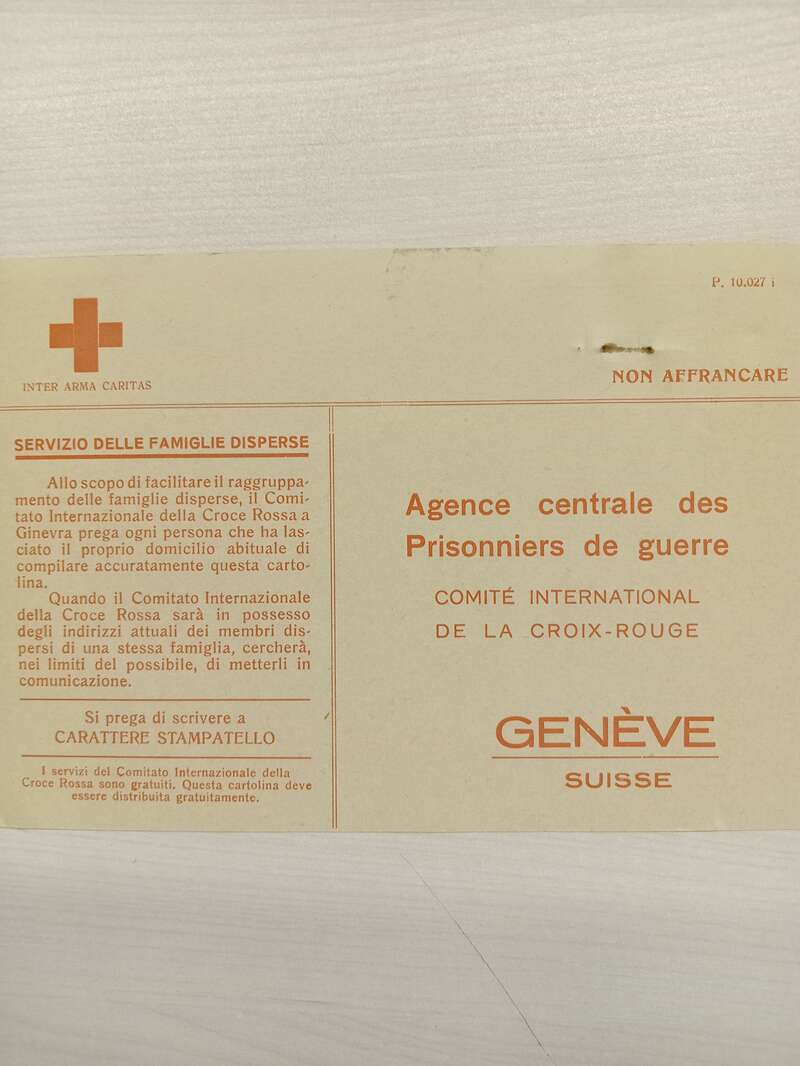 P. 10.027 i
INTER ARMA CARITAS
NON AFFRANCARE
SERVIZIO DELLE FAMIGLIE DISPERSE
Allo scopo di facilitare il raggruppa-
mento delle famiglie disperse, il Comi-
tato Internazionale della Croce Rossa a
Ginevra prega ogni persona che ha las-
ciato il proprio domicilio abituale di
compilare accuratamente questa carto-
lina.
Quando il Comitato Internazionale
della Croce Rossa sarà in possesso
degli indirizzi attuali dei membri dis-
persi di una stessa famiglia, cercherà,
nei limiti del possibile, di metterli in
comunicazione.
Si prega di scrivere a
CARATTERE STAMPATELLO
I servizi del Comitato Internazionale della
Croce Rossa sono gratuiti. Questa cartolina deve
essere distribuita gratuitamente.
Agence centrale des
Prisonniers de guerre
COMITÉ INTERNATIONAL
DE LA CROIX-ROUGE
GENÈVE
SUISSE